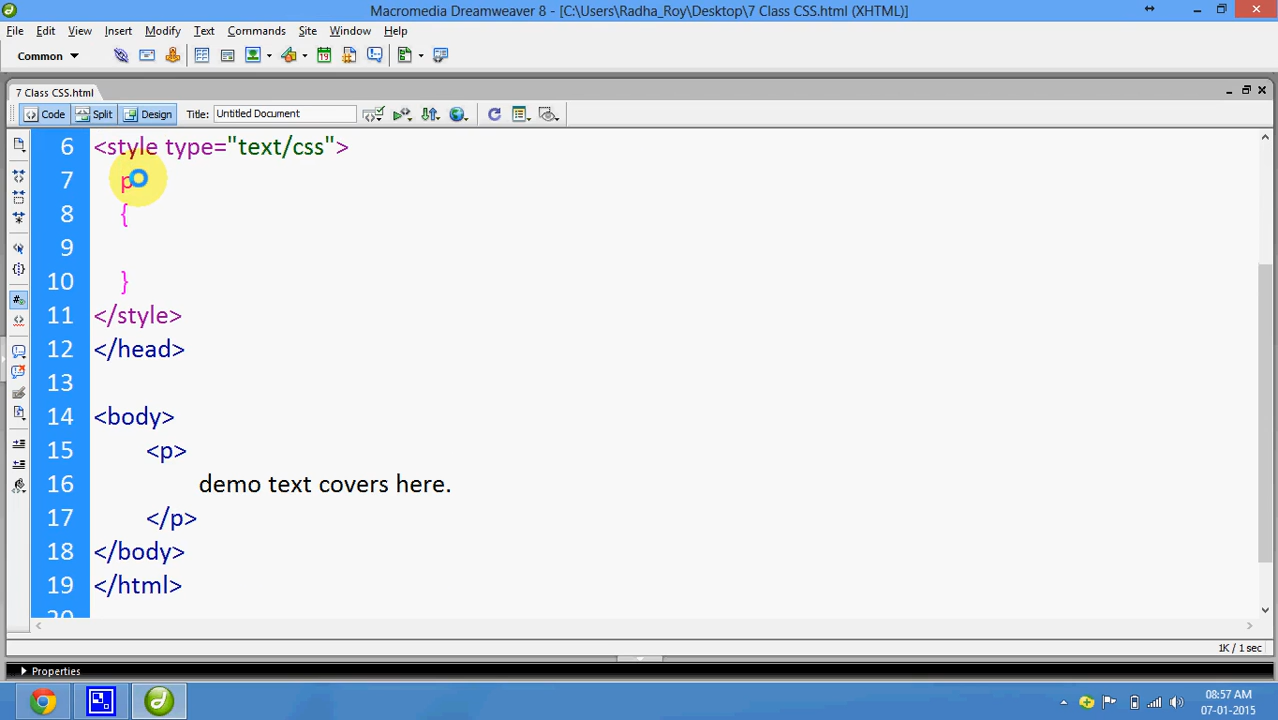 Macromedia Dreamweaver 8 - [C:\Users\Radha_Roy\Desktop\7 Class CSS.html (XHTML)]
File Edit View Insert Modify Text Commands Site Window Help
Common
7 Class CSS.html
Code Split Design Title: Untitled Document
6 <style type="text/css">
7 p
8 {
9
10 }
11 </style>
12 </head>
13
14 <body>
15 <p>
16 demo text covers here.
17 </p>
18 </body>
19 </html>
20
1K / 1 sec
Properties
08:57 AM
07-01-2015